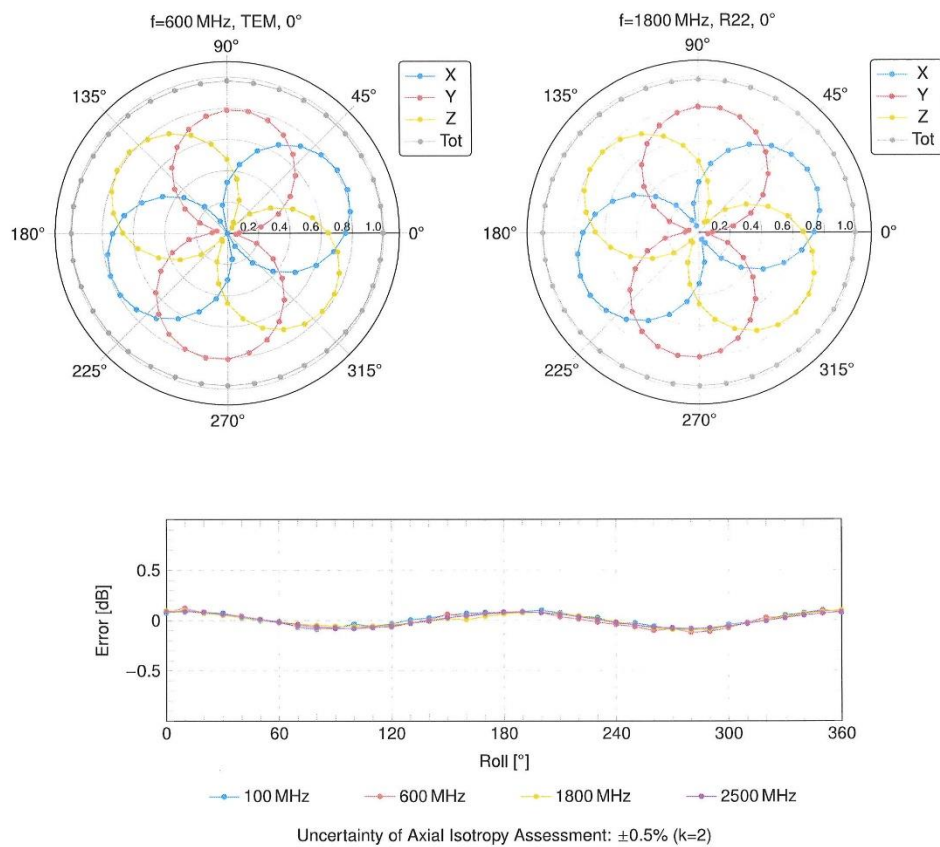 f=600 MHz, TEM, 0°
f=1800 MHz, R22, 0°
90°
135°
45°
180°
0°
225°
315°
270°
0.2 0.4 0.6 0.8 1.0
X
Y
Z
Tot
90°
135°
45°
180°
0°
225°
315°
270°
0.2 0.4 0.6 0.8 1.0
X
Y
Z
Tot
Error [dB]
0.5
0
−0.5
0 60 120 180 240 300 360
Roll [°]
100 MHz 600 MHz 1800 MHz 2500 MHz
Uncertainty of Axial Isotropy Assessment: ±0.5% (k=2)